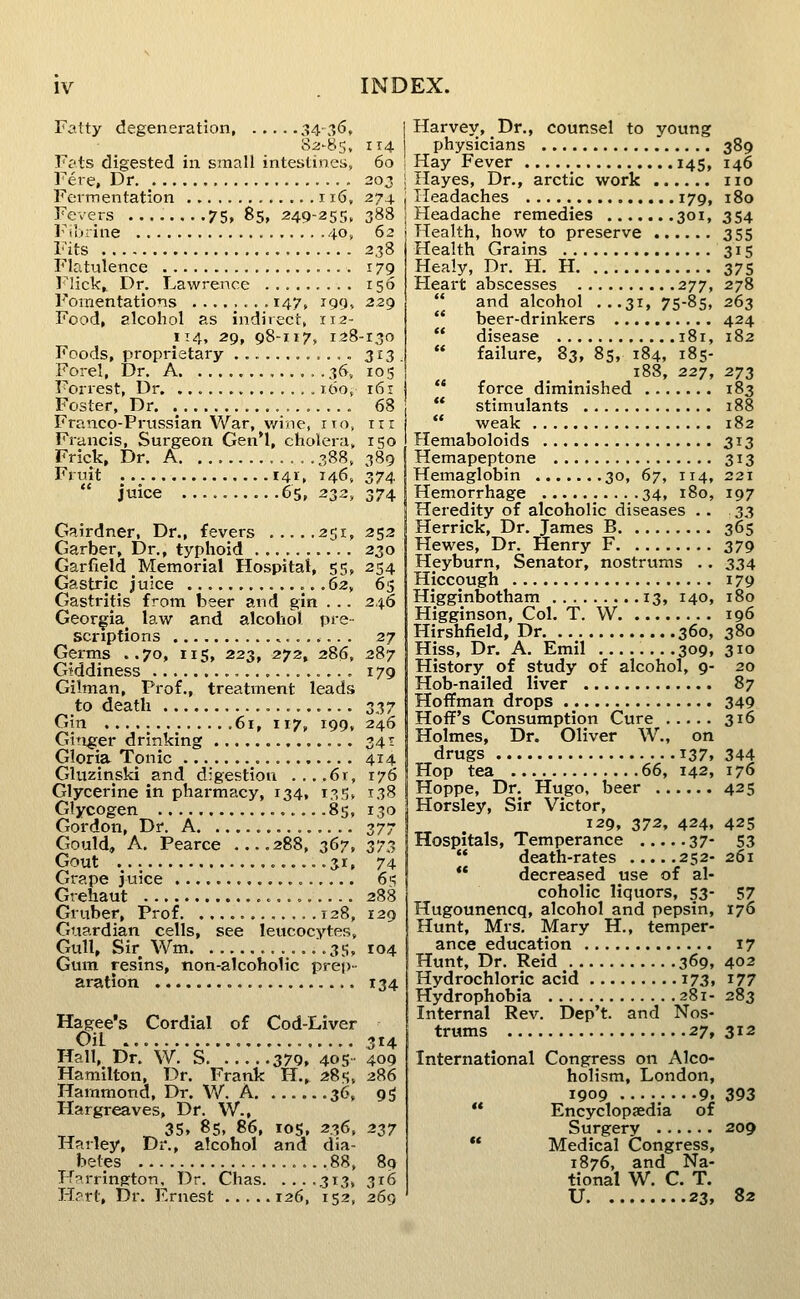 iv INDEX.
Fatty degeneration, .....34-36,
82-85, 114
Fats digested in small intestines, 60
Fére, Dr. .................... 203
Fermentation ..............116, 274
Fevers ........75, 85, 249-255, 388
Fibrine ....................40, 62
Fits ......................... 238
Flatulence ................... 179
Flick, Dr. Lawrence ......... 156
Fomentations ........147, 199, 229
Food, alcohol as indirect, 112-
114, 29, 98-117, 128-130
Foods, proprietary ............ 313
Forel, Dr. A. .............36, 105
Forrest, Dr. ..............160, 161
Foster, Dr. .................. 68
Franco-Prussian War, wine, 110, 111
Francis, Surgeon Gen'l, cholera, 150
Frick, Dr. A. ............388, 389
Fruit ...............141, 146, 374
" juice ..........65, 232, 374
Gairdner, Dr., fevers .....251, 252
Garber, Dr., typhoid .......... 230
Garfield Memorial Hospital, 55, 254
Gastric juice ..............62, 65
Gastritis from beer and gin ... 246
Georgia law and alcohol pre-
scriptions .................. 27
Germs ..70, 115, 223, 272, 286, 287
Giddiness .................... 179
Gilman, Prof., treatment leads
to death ................... 337
Gin .............61, 117, 199, 246
Ginger drinking .............. 341
Gloria Tonic ................. 414
Gluzinski and digestion ....61, 176
Glycerine in pharmacy, 134, 135, 138
Glycogen ..................85, 130
Gordon, Dr. A. ............... 377
Gould, A. Pearce ....288, 367, 373
Gout ......................31, 74
Grape juice .................. 65
Grehaut ...................... 288
Gruber, Prof. .............128, 129
Guardian cells, see leucocytes,
Gull, Sir Wm. .............35, 104
Gum resins, non-alcoholic prep-
aration .................... 134
Hagee's Cordial of Cod-Liver
Oil ........................ 314
Hall, Dr. W. S. ......379, 405- 409
Hamilton, Dr. Frank H., 285, 286
Hammond, Dr. W. A. .......36, 95
Hargreaves, Dr. W.,
35, 85, 86, 105, 236, 237
Harley, Dr., alcohol and dia-
betes ....................88, 89
Harrington, Dr. Chas. .....313, 316
Hart, Dr. Ernest .....126, 152, 269
Harvey, Dr., counsel to young
physicians ................. 389
Hay Fever ................145, 146
Hayes, Dr., arctic work ...... 110
Headaches ................179, 180
Headache remedies ........301, 354
Health, how to preserve ...... 355
Health Grains ................ 315
Healy, Dr. H. H. ............. 375
Heart abscesses ..........277, 278
" and alcohol ...31, 75-85, 263
" beer-drinkers .......... 424
" disease .............181, 182
" failure, 83, 85, 184, 185-
188, 227, 273
" force diminished ....... 183
" stimulants ............. 188
" weak ................... 182
Hemaboloids .................. 313
Hemapeptone .................. 313
Hemaglobin .......30, 67, 114, 221
Hemorrhage ..........34, 180, 197
Heredity of alcoholic diseases .. 33
Herrick, Dr. James B. ........ 365
Hewes, Dr. Henry F. .......... 379
Heyburn, Senator, nostrums .. 334
Hiccough ..................... 179
Higginbotham .........13, 140, 180
Higginson, Col. T. W. ........ 196
Hirshfield, Dr. ............360, 380
Hiss, Dr. A. Emil ........309, 310
History of study of alcohol, 9- 20
Hob-nailed liver ............. 87
Hoffman drops ................ 349
Hoff's Consumption Cure ..... 316
Holmes, Dr. Oliver W., on
drugs ....................137, 344
Hop tea .............66, 142, 176
Hoppe, Dr. Hugo, beer ...... 425
Horsley, Sir Victor,
129, 372, 424, 425
Hospitals, Temperance .....37- 53
" death-rates .....252- 261
" decreased use of al-
coholic liquors, 53- 57
Hugounencq, alcohol and pepsin, 176
Hunt, Mrs. Mary H., temper-
ance education ............. 17
Hunt, Dr. Reid ...........369, 402
Hydrochloric acid .........173, 177
Hydrophobia ..............281- 283
Internal Rev. Dep't. and Nos-
trums ....................27, 312
International Congress on Alco-
holism, London,
1909 ........9, 393
" Encyclopædia of
Surgery ...... 209
" Medical Congress,
1876, and Na-
tional W. C. T.
U. .........23, 82